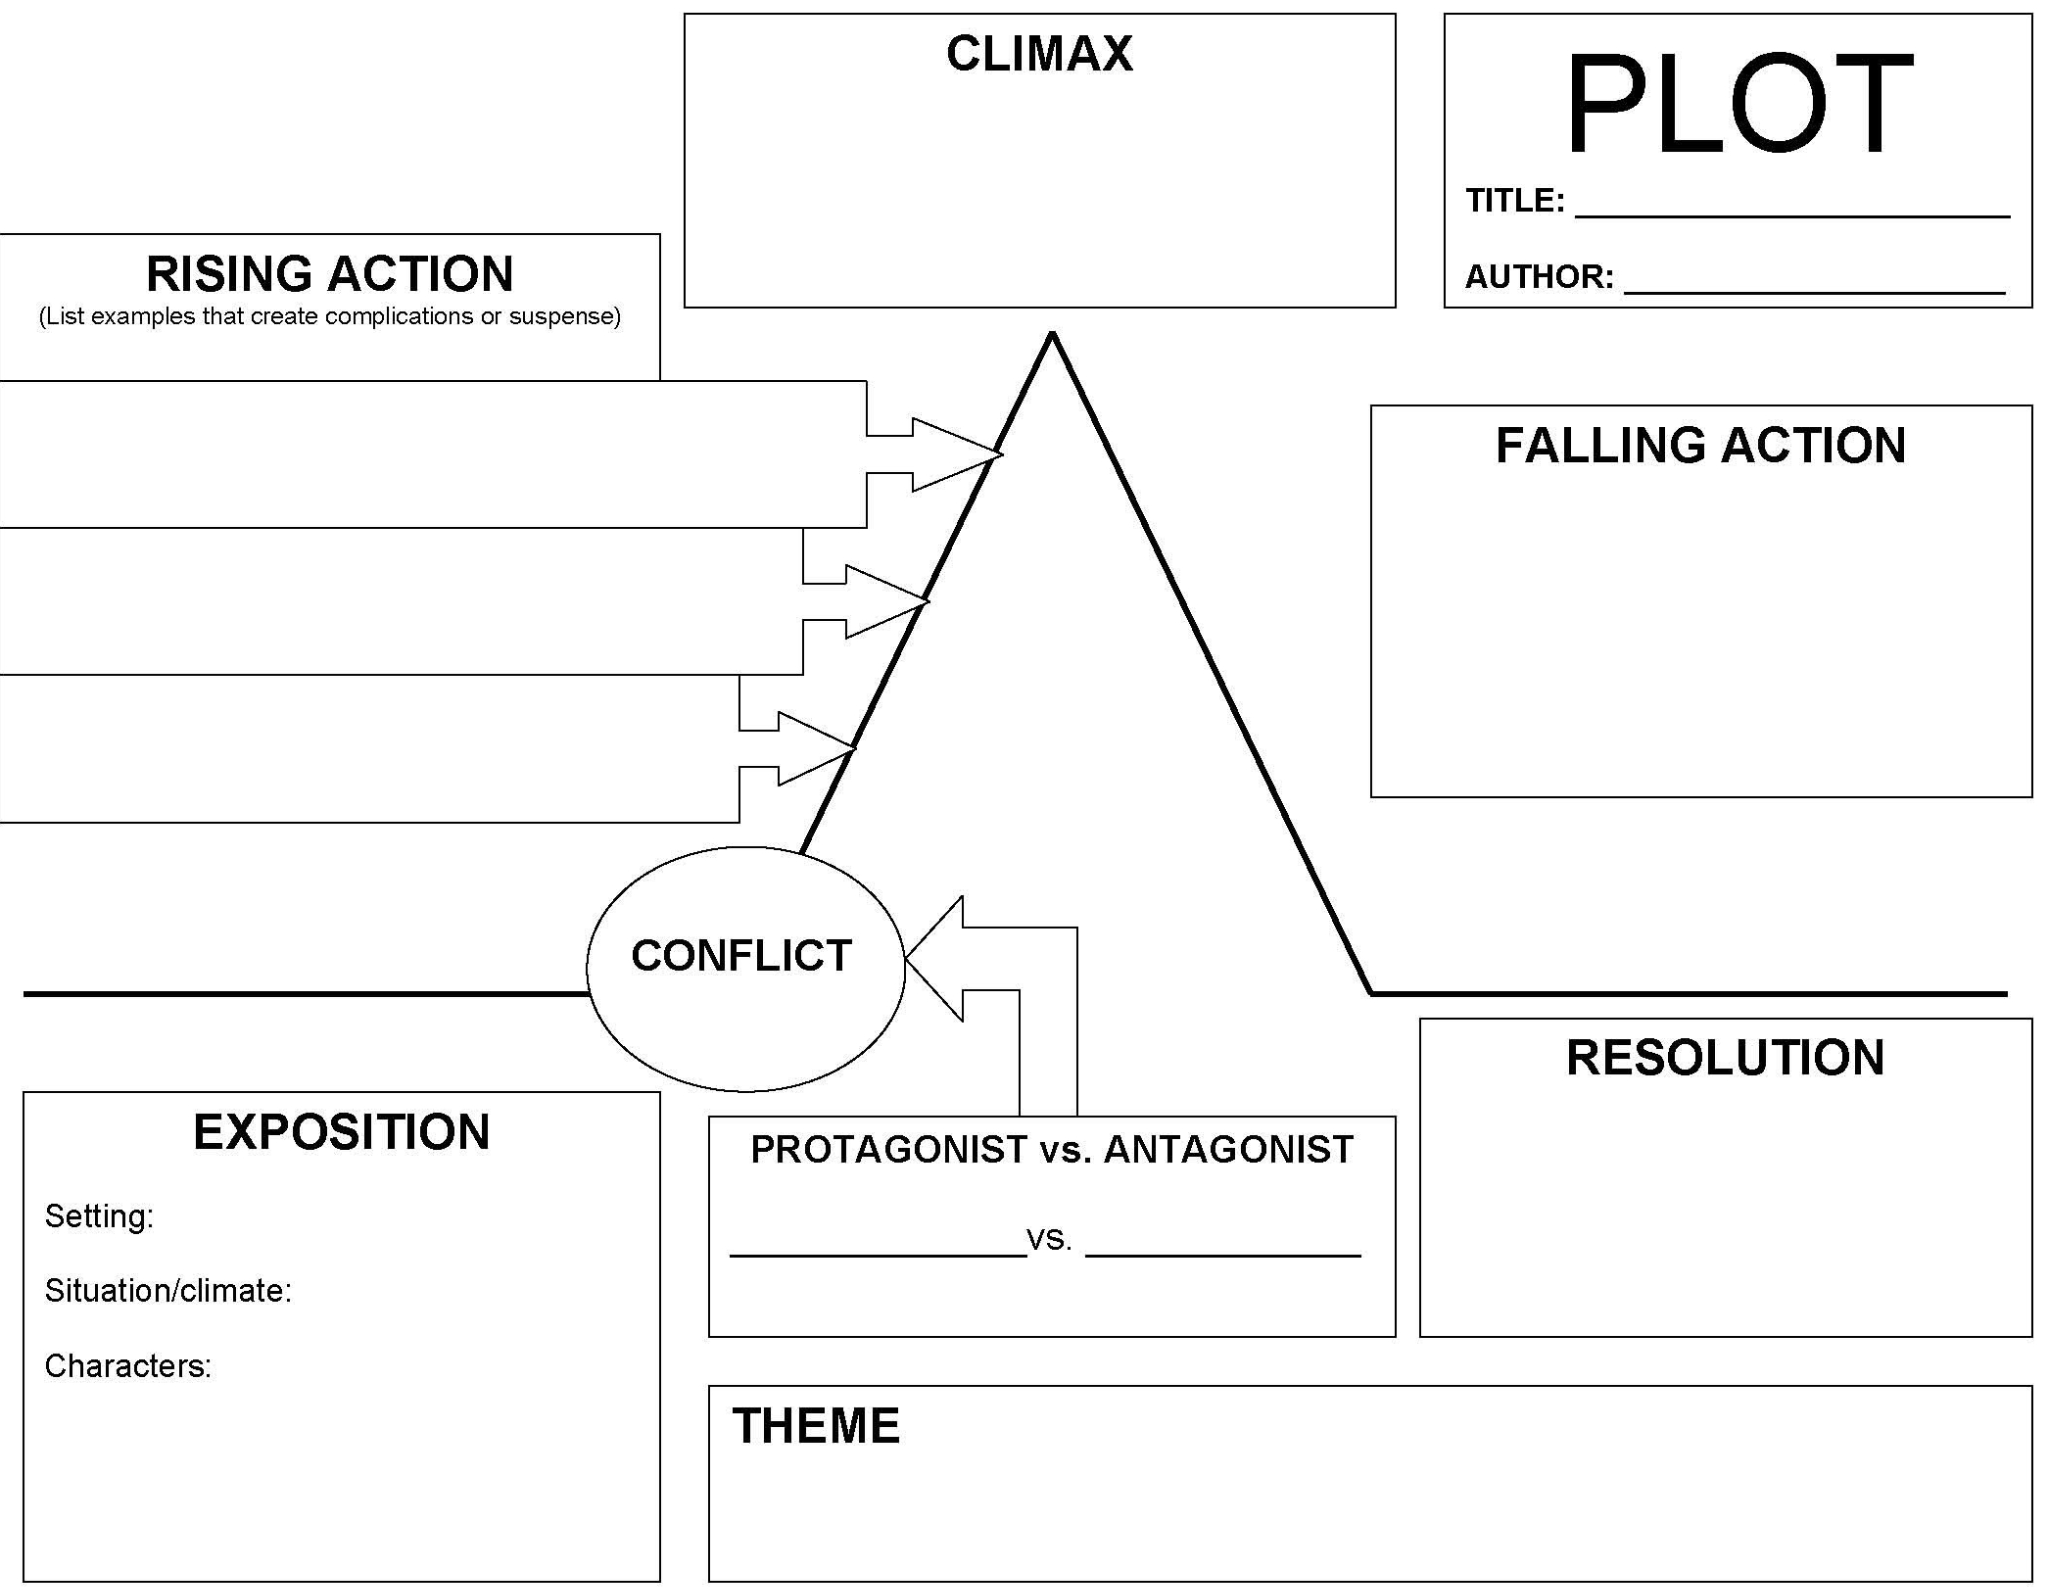 CLIMAX
PLOT
TITLE:
AUTHOR:
RISING ACTION
(List examples that create complications or suspense)
FALLING ACTION
CONFLICT
RESOLUTION
EXPOSITION
Setting:
Situation/climate:
Characters:
PROTAGONIST vs. ANTAGONIST
vs.
THEME